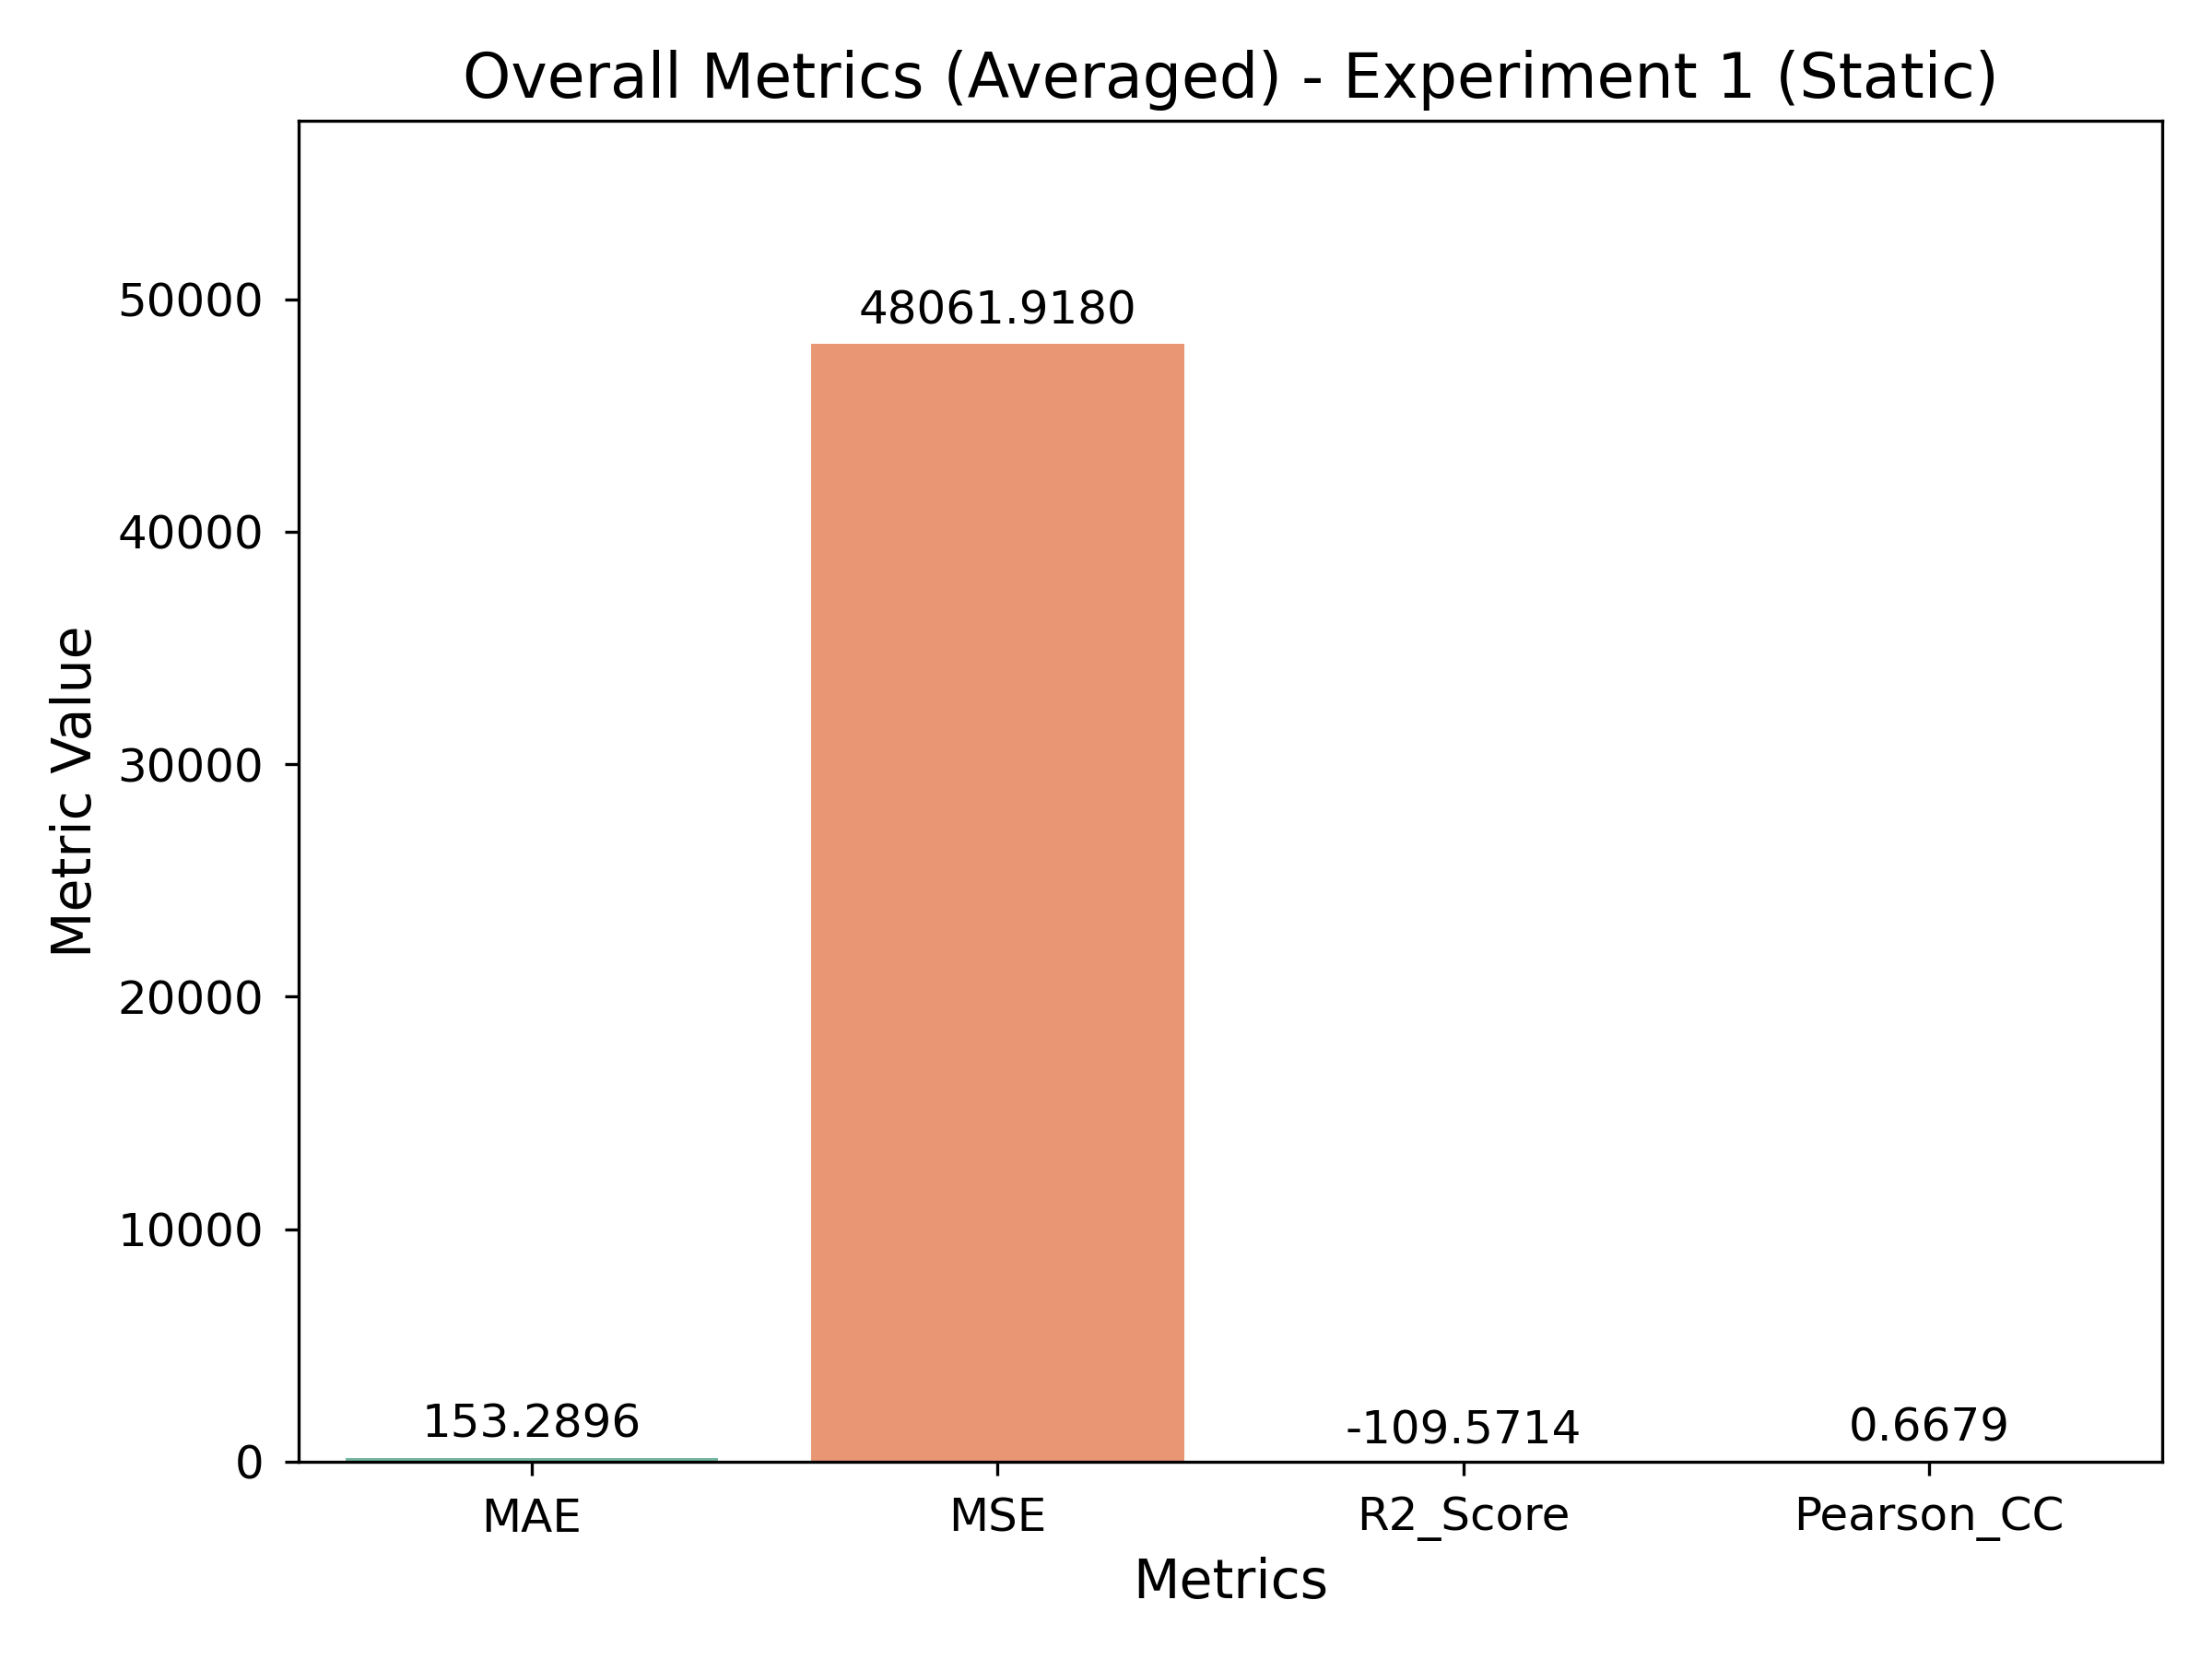 Overall Metrics (Averaged) - Experiment 1 (Static)
Metric Value
50000
40000
30000
20000
10000
0
153.2896
48061.9180
-109.5714
0.6679
MAE
MSE
R2_Score
Pearson_CC
Metrics